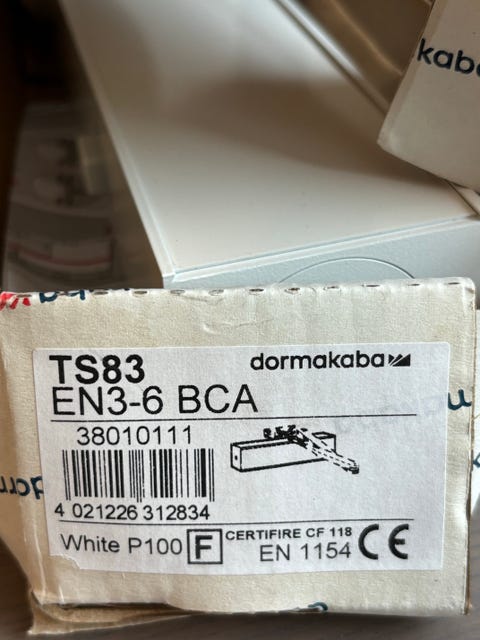 kaba
TS83
dormakaba
EN3-6 BCA
38010111
4 021226 312834
White P100 F CERTIFIRE CF 118
EN 1154 CE